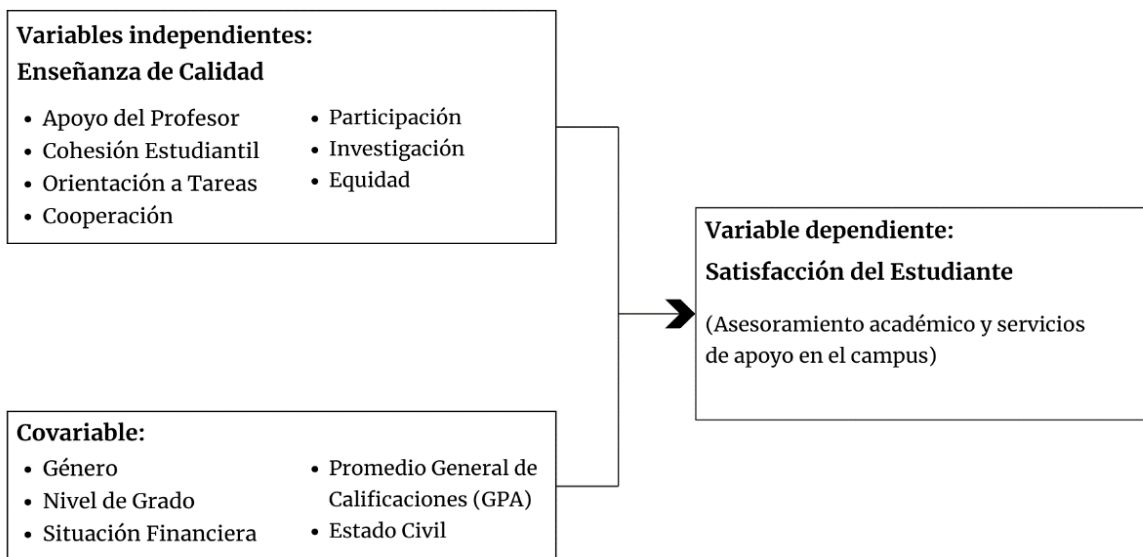 Variables independientes:
Enseñanza de Calidad
• Apoyo del Profesor
• Cohesión Estudiantil
• Orientación a Tareas
• Cooperación
• Participación
• Investigación
• Equidad
Variable dependiente:
Satisfacción del Estudiante
(Asesoramiento académico y servicios
de apoyo en el campus)
Covariable:
• Género
• Nivel de Grado
• Situación Financiera
• Promedio General de
Calificaciones (GPA)
• Estado Civil